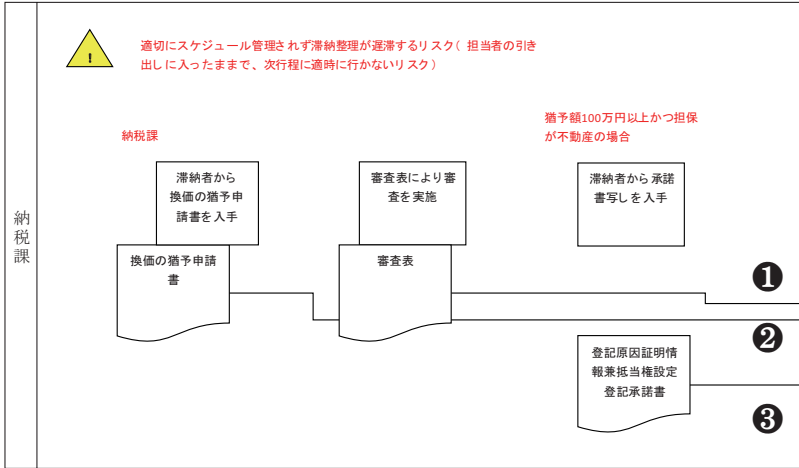 適切にスケジュール管理されず滞納整理が遅滞するリスク（担当者の引き
出しに入ったままで、次行程に適時に行かないリスク）
!
猶予額100万円以上かつ担保
が不動産の場合
納税課
滞納者から
換価の猶予申
請書を入手
審査表により審
査を実施
滞納者から承諾
書写しを入手
納税課
換価の猶予申請
書
審査表
❶
❷
登記原因証明情
報兼抵当権設定
登記承諾書
❸